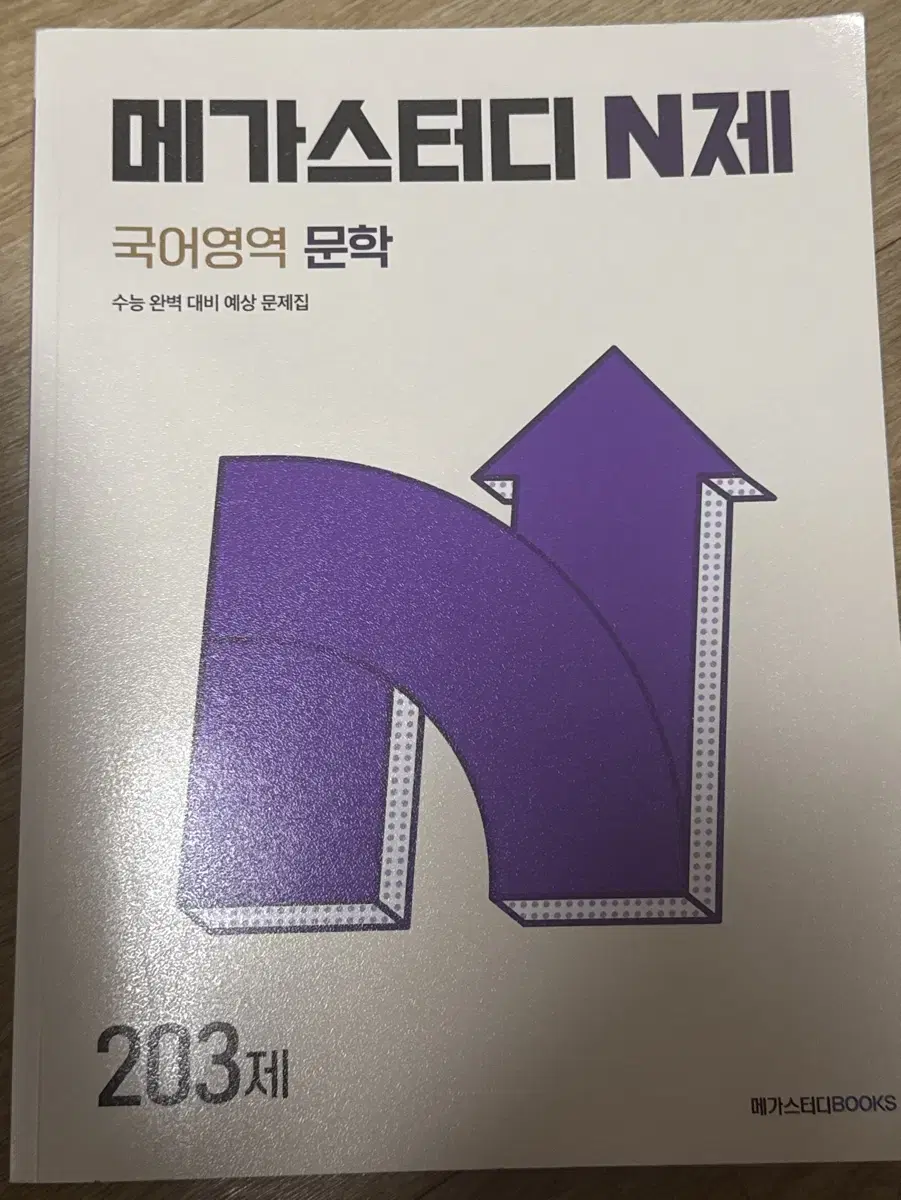 메가스터디 N제
국어영역 문학
수능 완벽 대비 예상 문제집
203제
메가스터디BOOKS